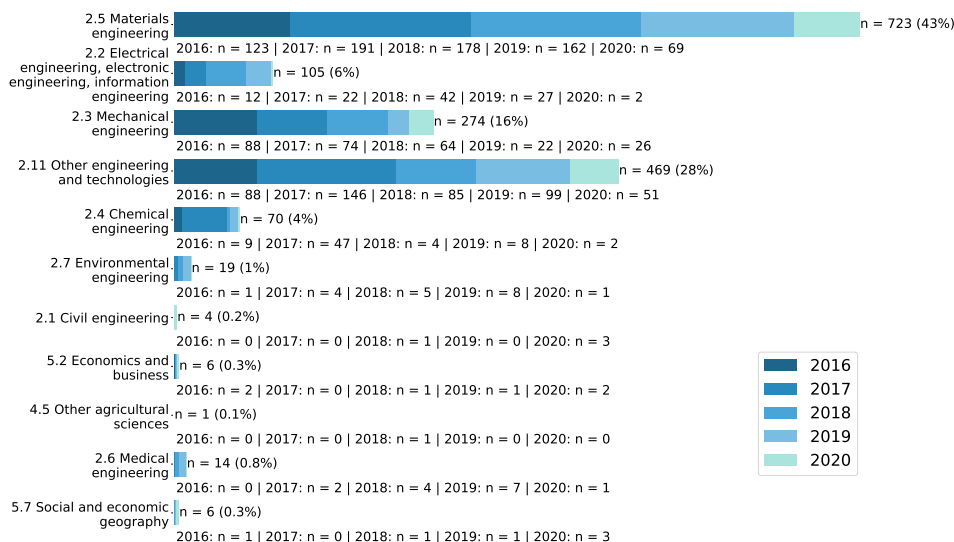 2.5 Materials
engineering
n = 723 (43%)
2016: n = 123 | 2017: n = 191 | 2018: n = 178 | 2019: n = 162 | 2020: n = 69
2.2 Electrical
engineering, electronic
engineering, information
engineering
n = 105 (6%)
2016: n = 12 | 2017: n = 22 | 2018: n = 42 | 2019: n = 27 | 2020: n = 2
2.3 Mechanical
engineering
n = 274 (16%)
2016: n = 88 | 2017: n = 74 | 2018: n = 64 | 2019: n = 22 | 2020: n = 26
2.11 Other engineering
and technologies
n = 469 (28%)
2016: n = 88 | 2017: n = 146 | 2018: n = 85 | 2019: n = 99 | 2020: n = 51
2.4 Chemical
engineering
n = 70 (4%)
2016: n = 9 | 2017: n = 47 | 2018: n = 4 | 2019: n = 8 | 2020: n = 2
2.7 Environmental
engineering
n = 19 (1%)
2016: n = 1 | 2017: n = 4 | 2018: n = 5 | 2019: n = 8 | 2020: n = 1
2.1 Civil engineering
n = 4 (0.2%)
2016: n = 0 | 2017: n = 0 | 2018: n = 1 | 2019: n = 0 | 2020: n = 3
5.2 Economics and
business
n = 6 (0.3%)
2016: n = 2 | 2017: n = 0 | 2018: n = 1 | 2019: n = 1 | 2020: n = 2
4.5 Other agricultural
sciences
n = 1 (0.1%)
2016: n = 0 | 2017: n = 0 | 2018: n = 1 | 2019: n = 0 | 2020: n = 0
2.6 Medical
engineering
n = 14 (0.8%)
2016: n = 0 | 2017: n = 2 | 2018: n = 4 | 2019: n = 7 | 2020: n = 1
5.7 Social and economic
geography
n = 6 (0.3%)
2016: n = 1 | 2017: n = 0 | 2018: n = 1 | 2019: n = 1 | 2020: n = 3
2016
2017
2018
2019
2020